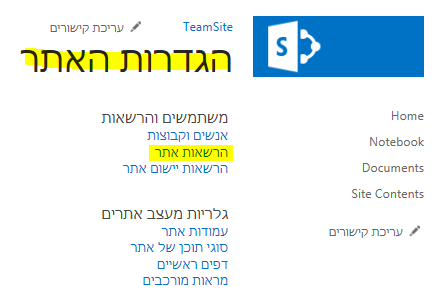 TeamSite
עריכת קישורים
הגדרות האתר
משתמשים והרשאות
אנשים וקבוצות
הרשאות אתר
הרשאות יישום אתר
גלריות מעצב אתרים
עמודות אתר
סוגי תוכן של אתר
דפים ראשיים
מראות מורכבים
S
Home
Notebook
Documents
Site Contents
עריכת קישורים